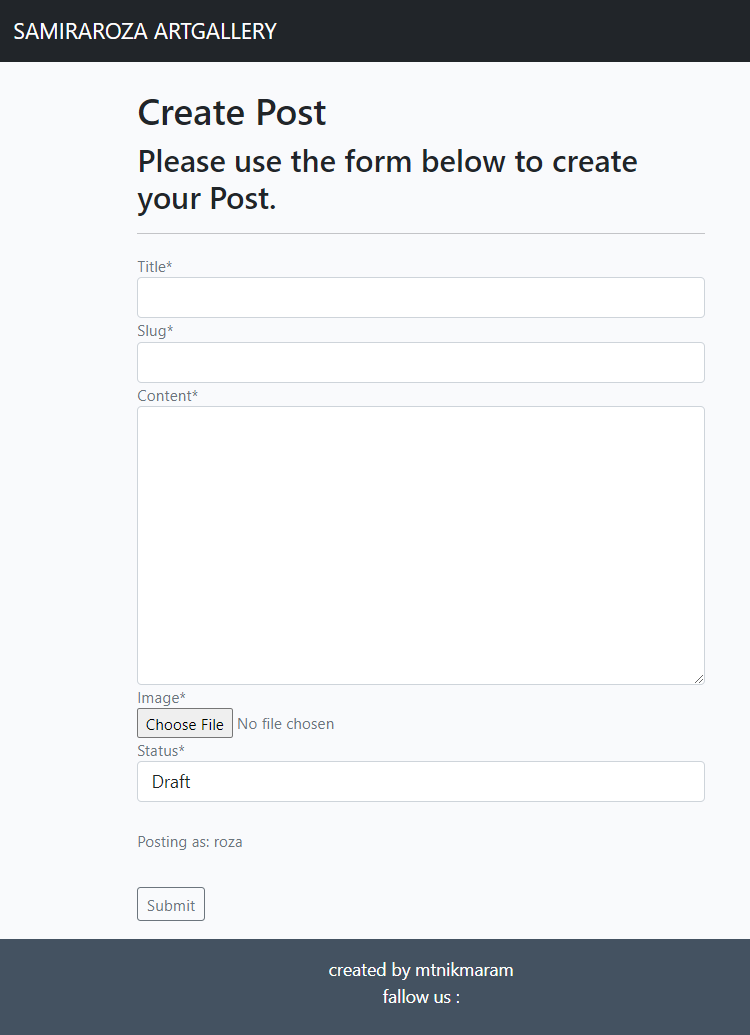 SAMIRAROZA ARTGALLERY
Create Post
Please use the form below to create
your Post.
Title*
Slug*
Content*
Image*
Choose File No file chosen
Status*
Draft
Posting as: roza
Submit
created by mtnikmaram
fallow us :